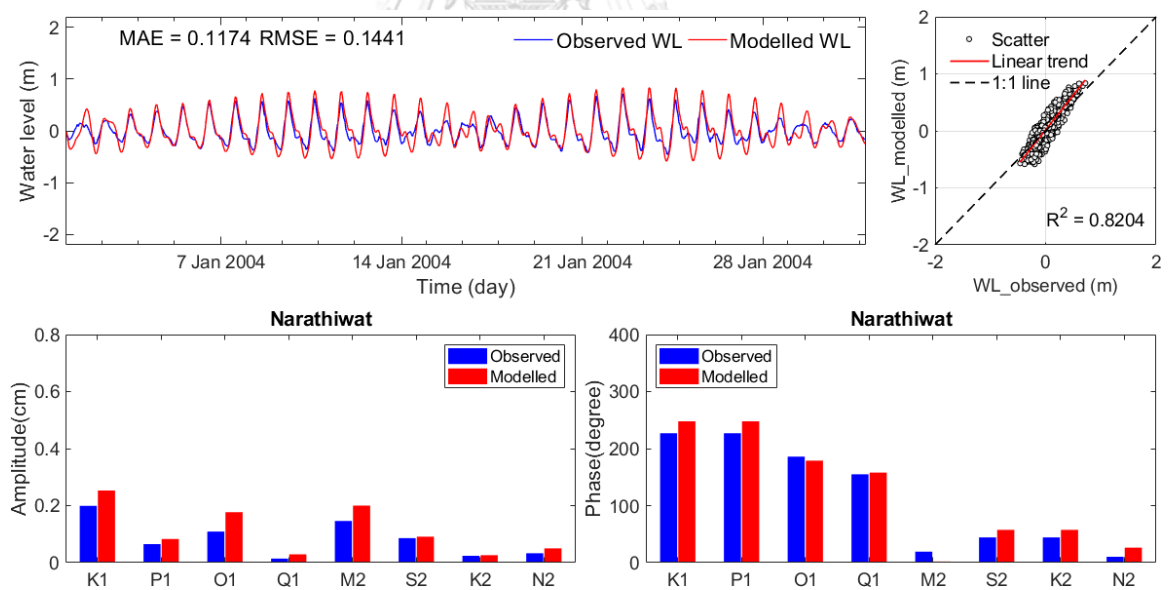 MAE = 0.1174 RMSE = 0.1441
Observed WL
Modelled WL
2
1
0
-1
-2
Water level (m)
7 Jan 2004
14 Jan 2004
21 Jan 2004
28 Jan 2004
Time (day)
Scatter
Linear trend
1:1 line
R² = 0.8204
2
1
0
-1
-2
WL_modelled (m)
-2
0
2
WL_observed (m)
Narathiwat
Observed
Modelled
0.8
0.6
0.4
0.2
0
Amplitude(cm)
K1 P1 O1 Q1 M2 S2 K2 N2
Narathiwat
Observed
Modelled
400
300
200
100
0
Phase(degree)
K1 P1 O1 Q1 M2 S2 K2 N2